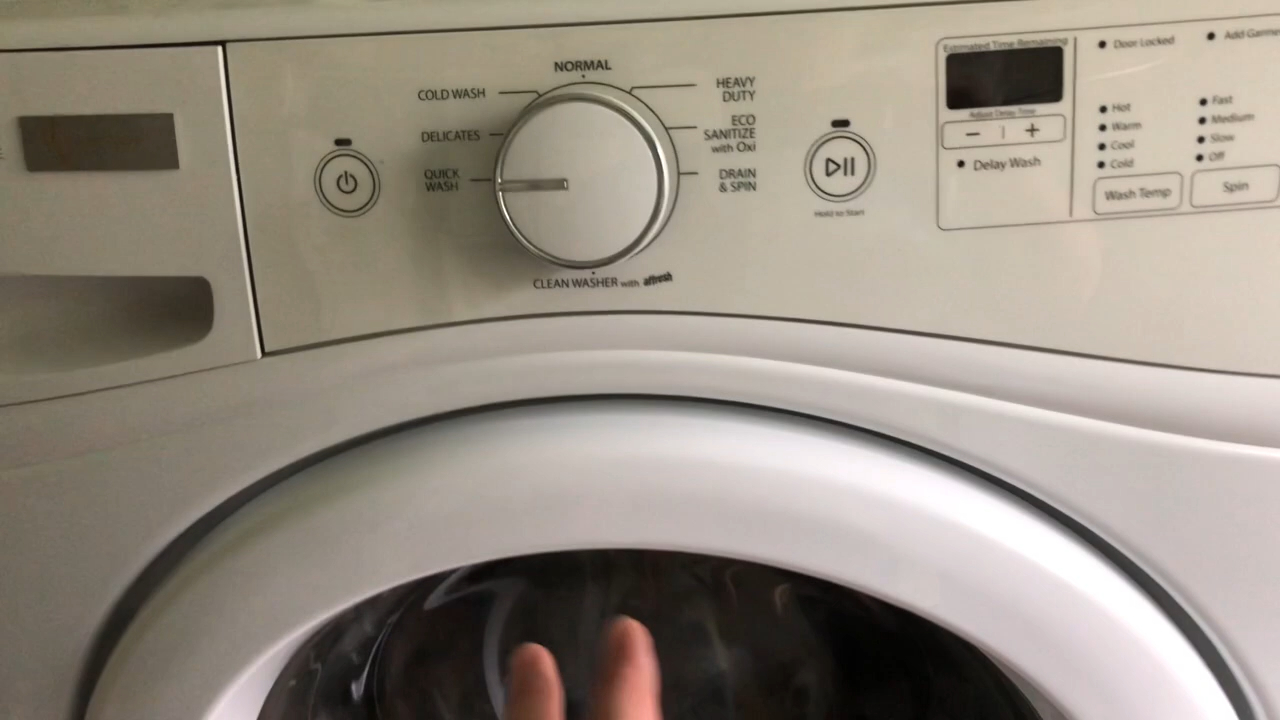 NORMAL
COLD WASH
DELICATES
QUICK
WASH
HEAVY
DUTY
ECO
SANITIZE
with Oxi
DRAIN
& SPIN
CLEAN WASHER with affresh
Hold to Start
Estimated Time Remaining
Adjust Delay Time
− | +
Delay Wash
Door Locked
Hot
Warm
Cool
Cold
Wash Temp
Add Garme
Fast
Medium
Slow
Off
Spin